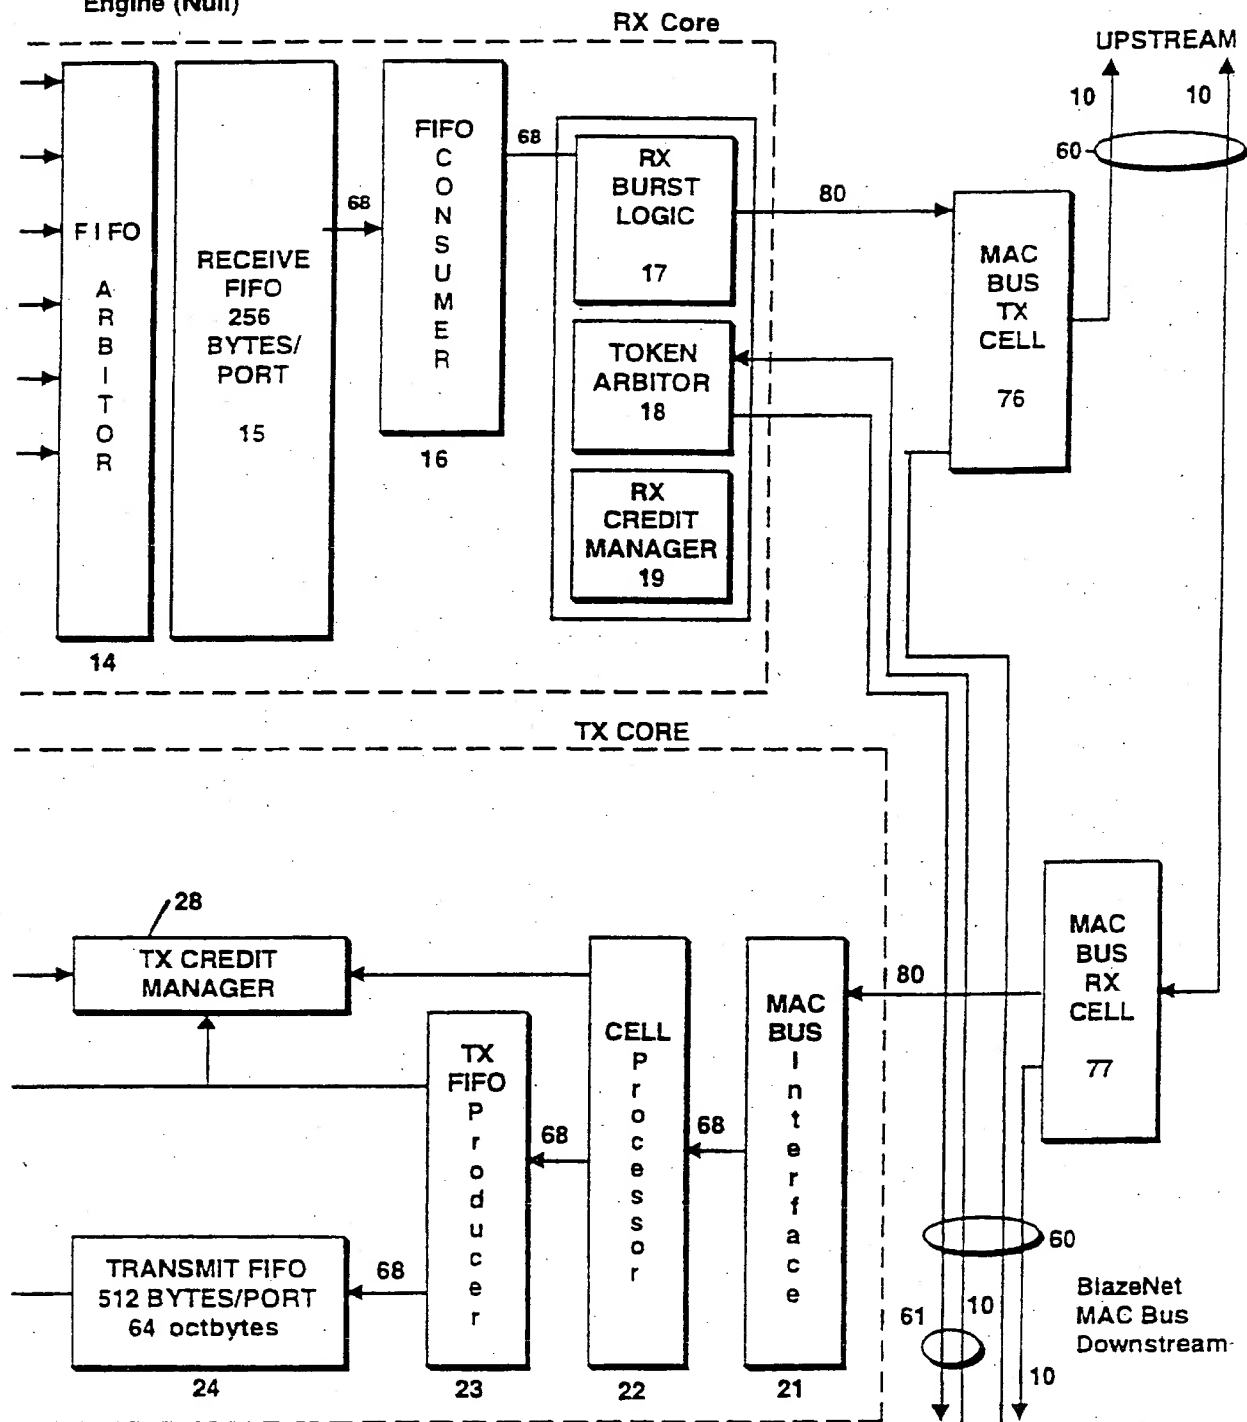 Engine (Null)
RX Core
UPSTREAM
10
10
60
FIFO
ARBITOR
14
RECEIVE
FIFO
256
BYTES/
PORT
15
68
FIFO
CONSUMER
16
68
RX
BURST
LOGIC
17
TOKEN
ARBITOR
18
RX
CREDIT
MANAGER
19
80
MAC
BUS
TX
CELL
76
TX CORE
28
TX CREDIT
MANAGER
TX
FIFO
Producer
23
68
CELL
Processor
22
68
MAC
BUS
Interface
21
80
MAC
BUS
RX
CELL
77
TRANSMIT FIFO
512 BYTES/PORT
64 octbytes
24
68
60
61
10
10
BlazeNet
MAC Bus
Downstream